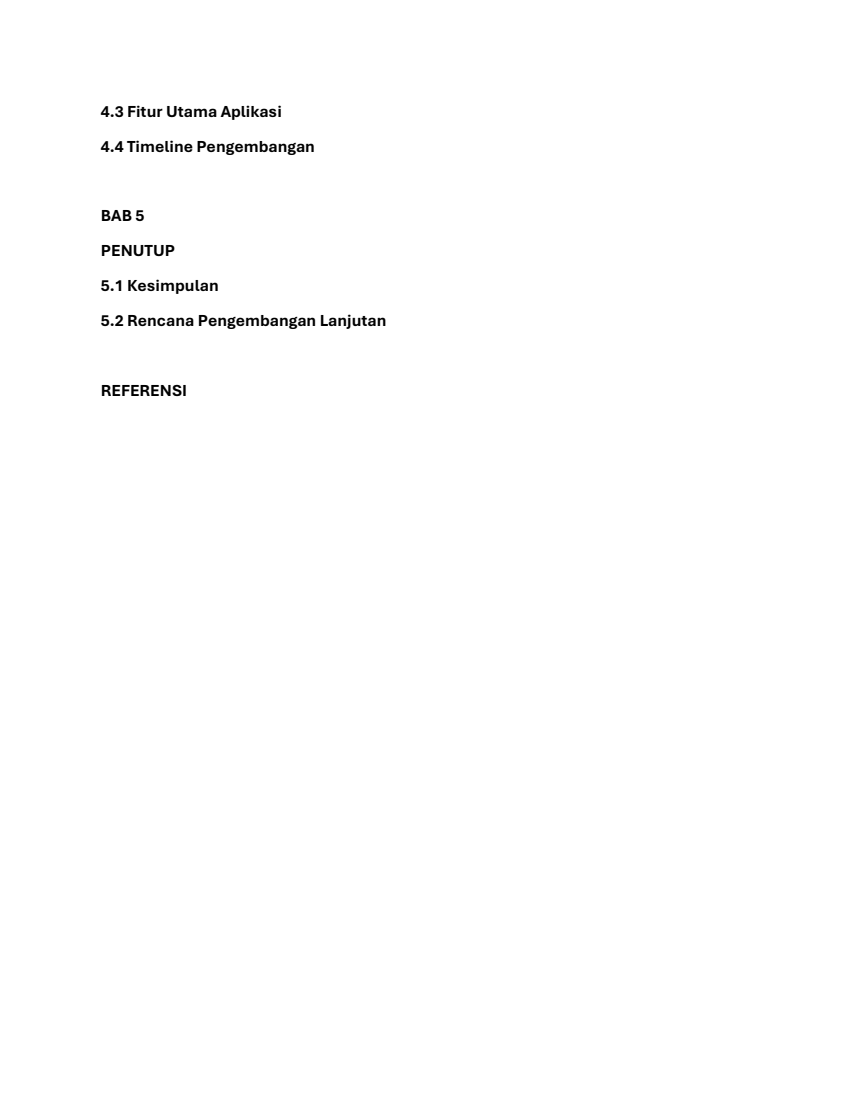 4.3 Fitur Utama Aplikasi
4.4 Timeline Pengembangan
BAB 5
PENUTUP
5.1 Kesimpulan
5.2 Rencana Pengembangan Lanjutan
REFERENSI